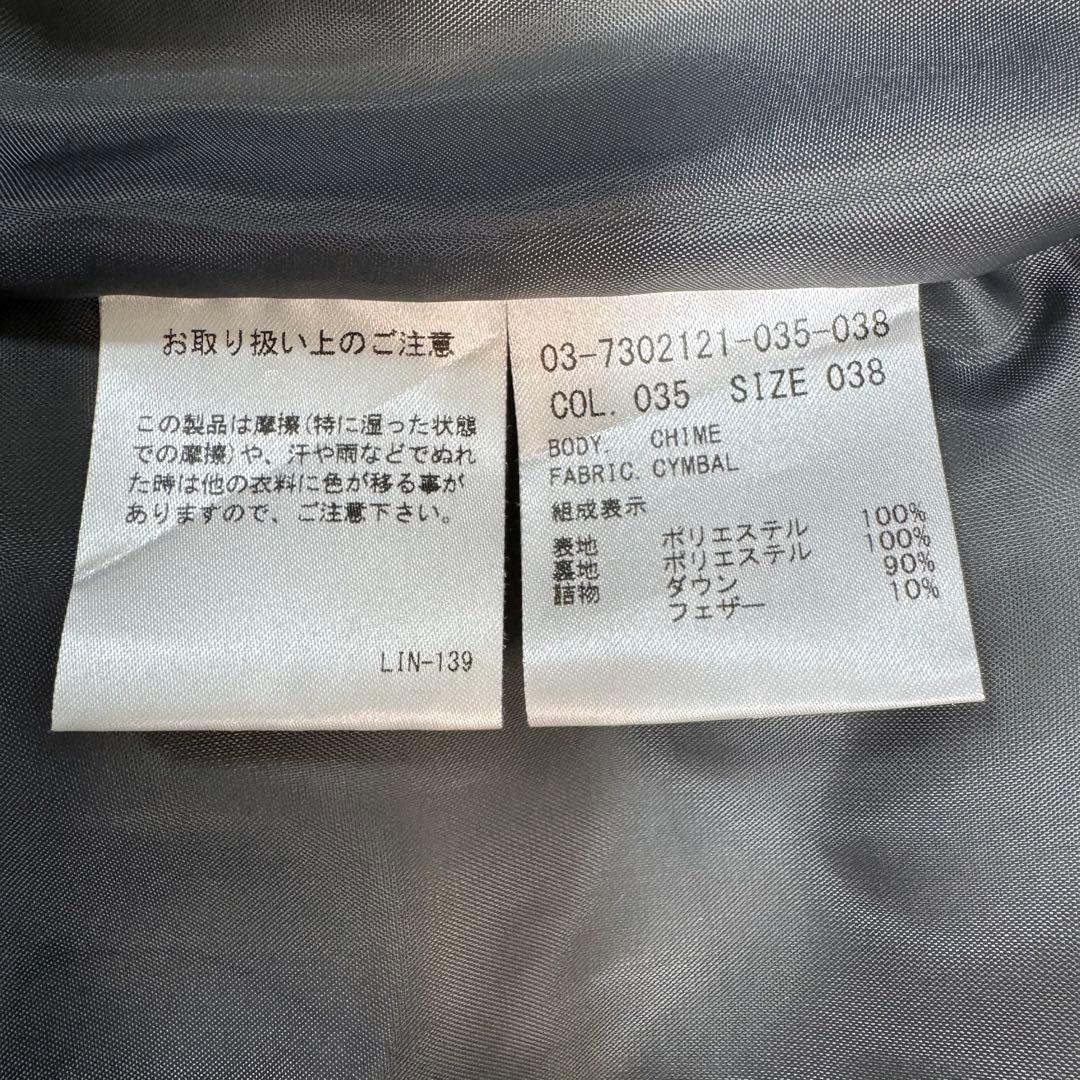 お取り扱い上のご注意
この製品は摩擦(特に湿った状態
での摩擦)や、汗や雨などでぬれ
た時は他の衣料に色が移る事が
ありますので、ご注意下さい。
LIN-139
03-7302121-035-038
COL. 035 SIZE 038
BODY. CHIME
FABRIC. CYMBAL
組成表示
表地 ポリエステル 100%
裏地 ポリエステル 100%
詰物 ダウン 90%
フェザー 10%